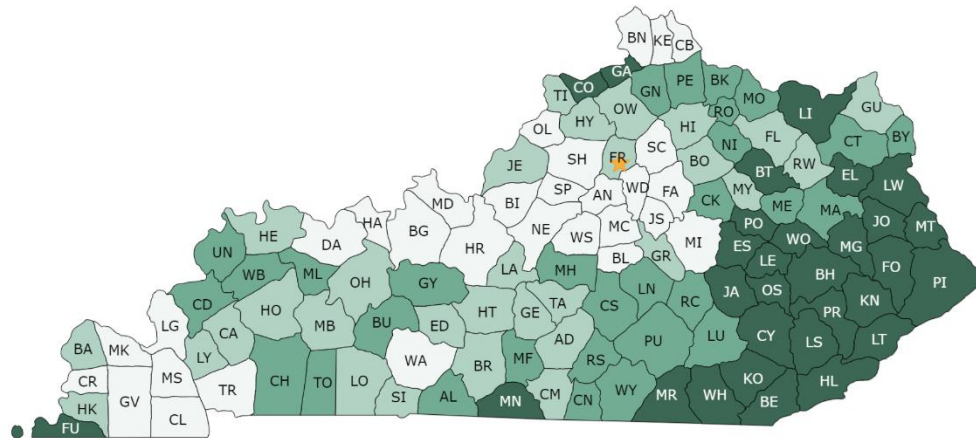 BN KE CB
GA
CO
TI
GN PE BK
OW
MO
RO
LI
GU
HY
HI
OL
NI
FL
CT
BY
SH
FR
SC
JE
BO
BT
RW
EL
LW
SP
AN
WD
FA
MY
ME
MA
BI
CK
JO
MT
MD
HA
BG
NE
WS
MC
JS
MI
PO
WO
MG
HE
DA
HR
BL
GR
ES
LE
FO
UN
WB
ML
OH
GY
LA
MH
LN
RC
JA
OS
BH
KN
PI
CD
HO
MB
BU
ED
HT
GE
TA
CS
PR
LG
CA
AD
PU
LU
CY
LS
LT
BA
MK
LY
WA
BR
MF
RS
KO
HL
CR
MS
TR
CH
TO
LO
SI
AL
MN
CM
CN
WY
MR
WH
BE
HK
GV
CL
FU